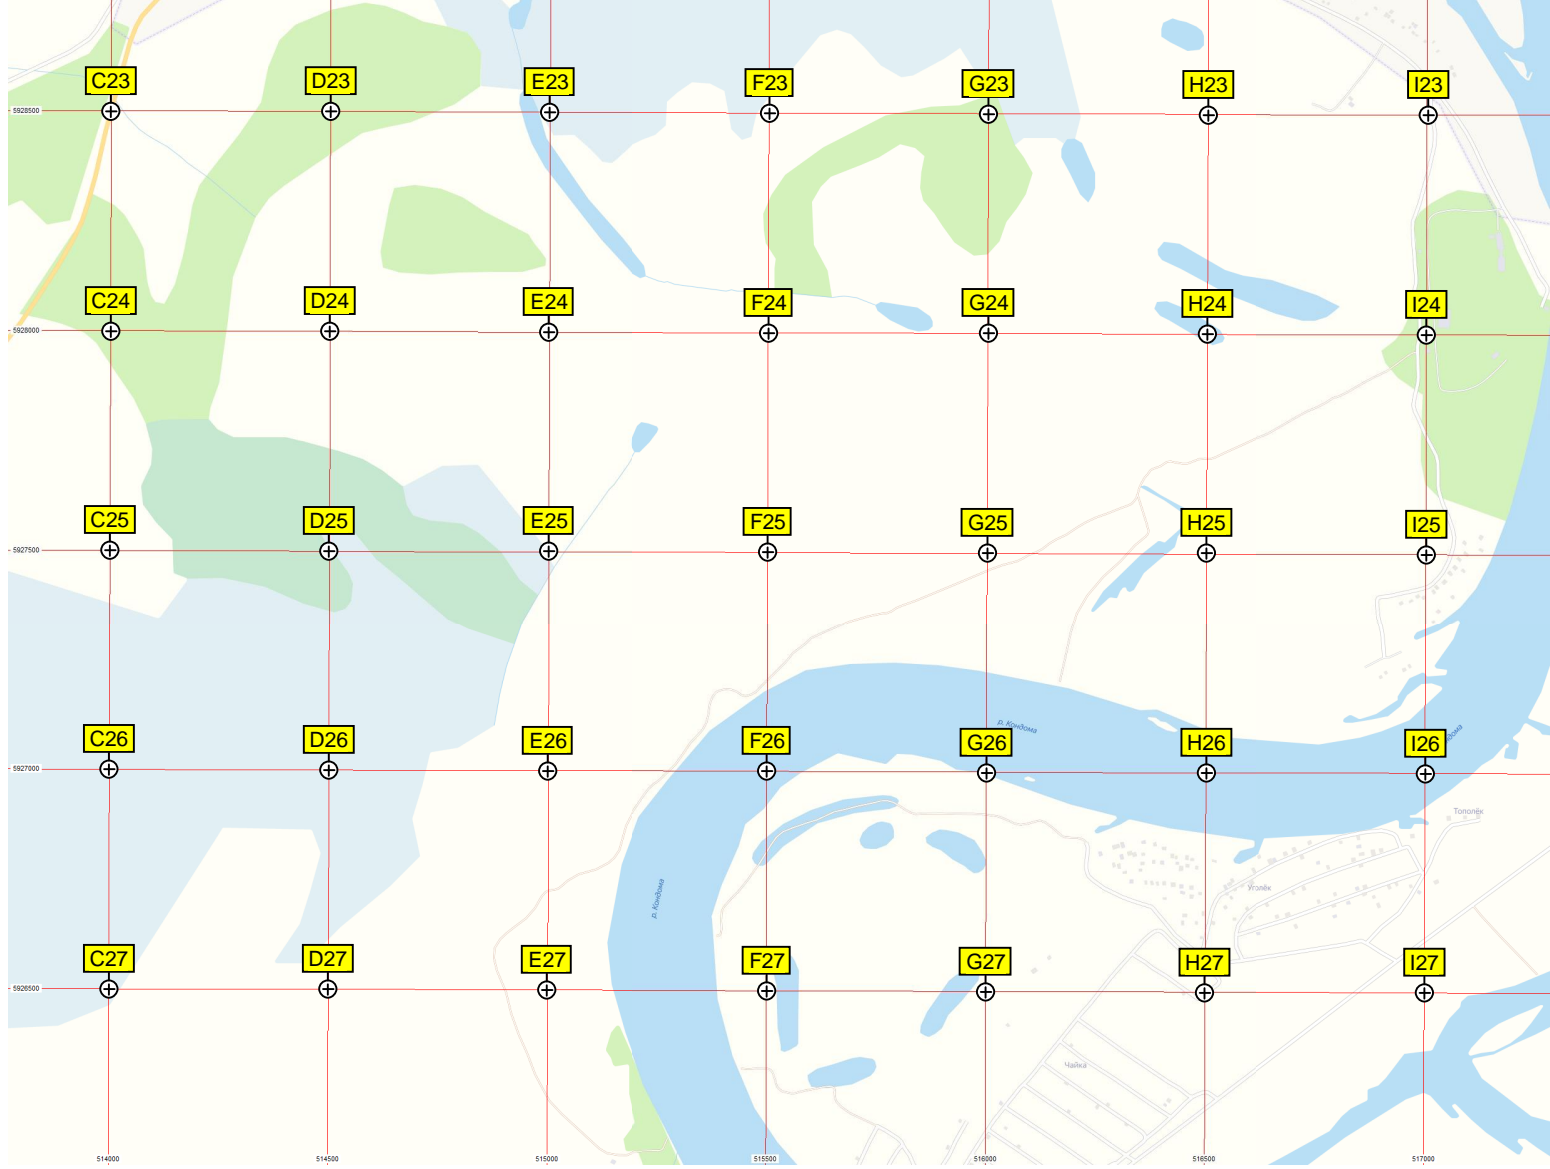 C23 D23 E23 F23 G23 H23 I23
5928500
C24 D24 E24 F24 G24 H24 I24
5928000
C25 D25 E25 F25 G25 H25 I25
5927500
р. Кондома
C26 D26 E26 F26 G26 H26 I26
5927000
Тополёк
р. Кондома
Уголёк
C27 D27 E27 F27 G27 H27 I27
5926500
Чайка
514000 514500 515000 515500 516000 516500 517000